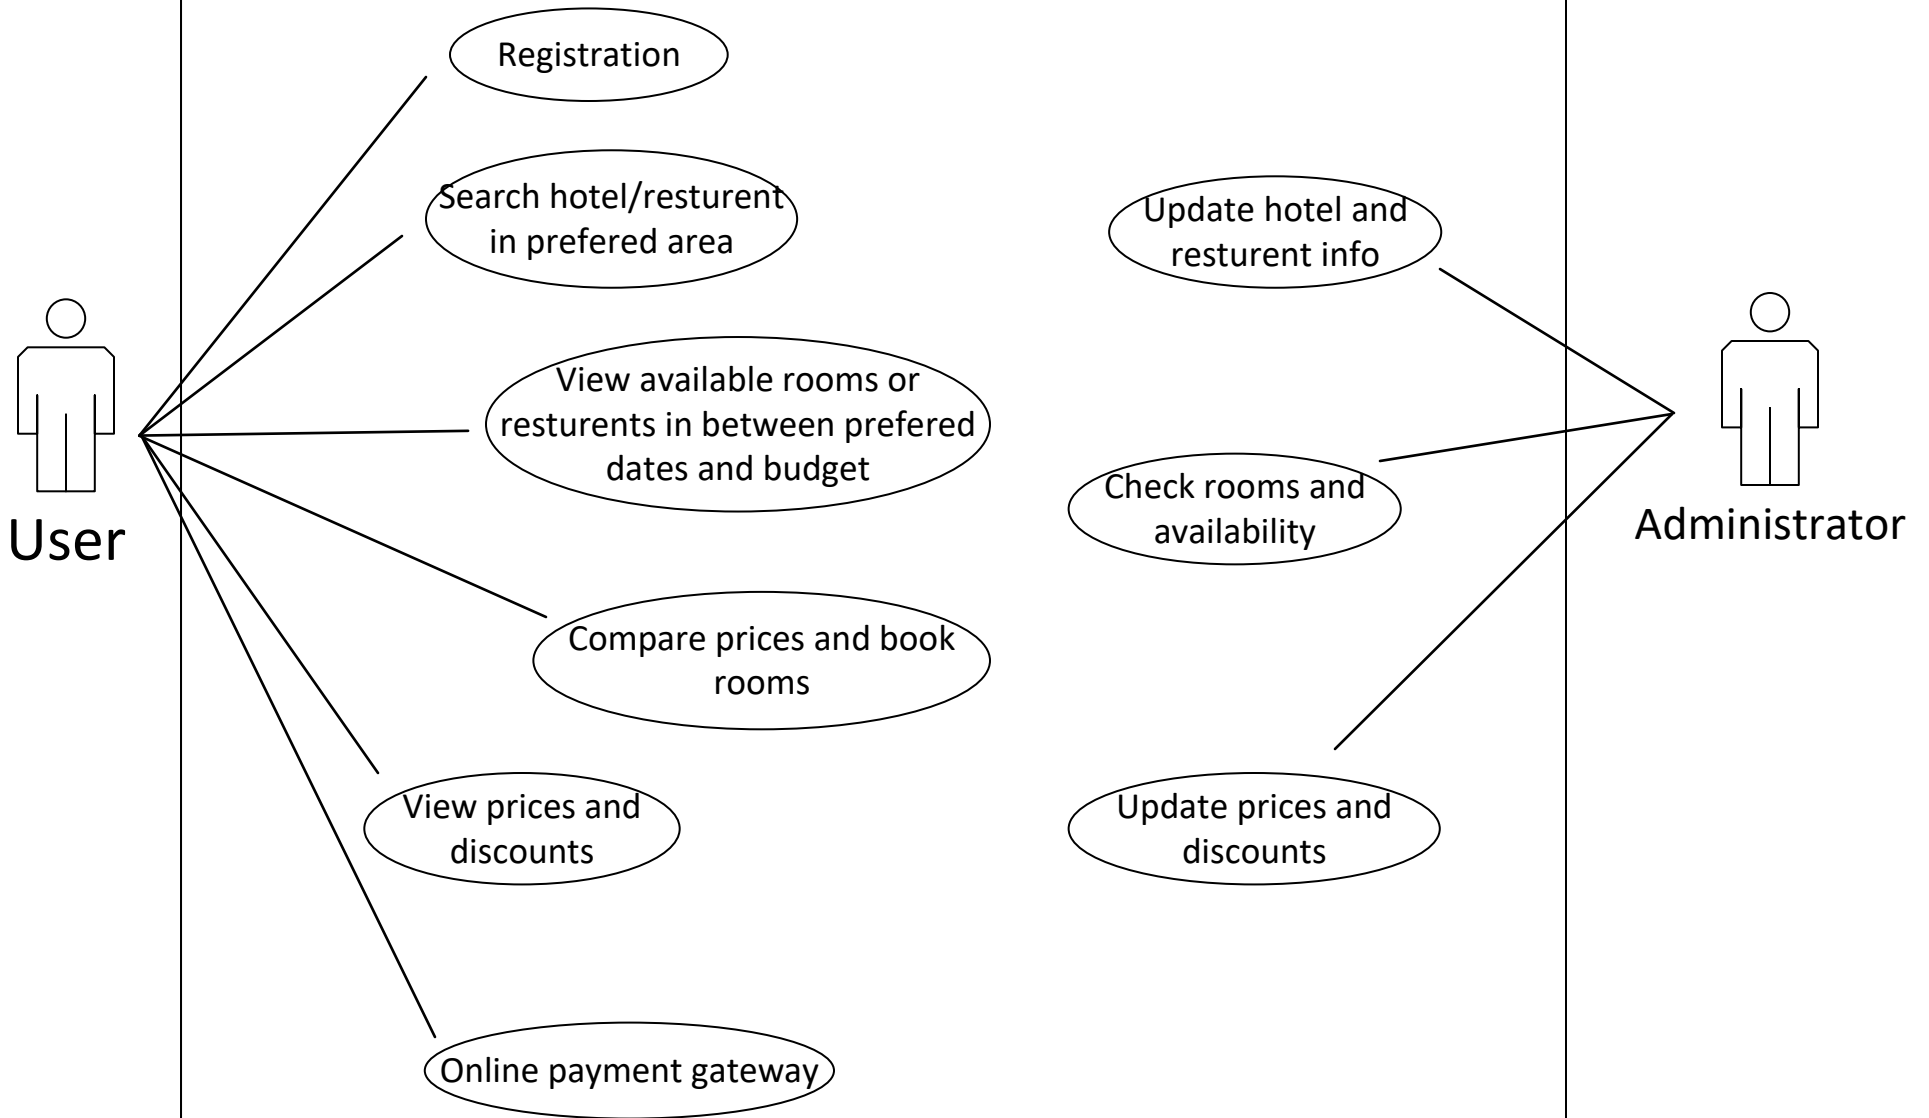 Registration
Search hotel/resturent
in prefered area
View available rooms or
resturents in between prefered
dates and budget
User
Compare prices and book
rooms
View prices and
discounts
Online payment gateway
Update hotel and
resturent info
Check rooms and
availability
Administrator
Update prices and
discounts